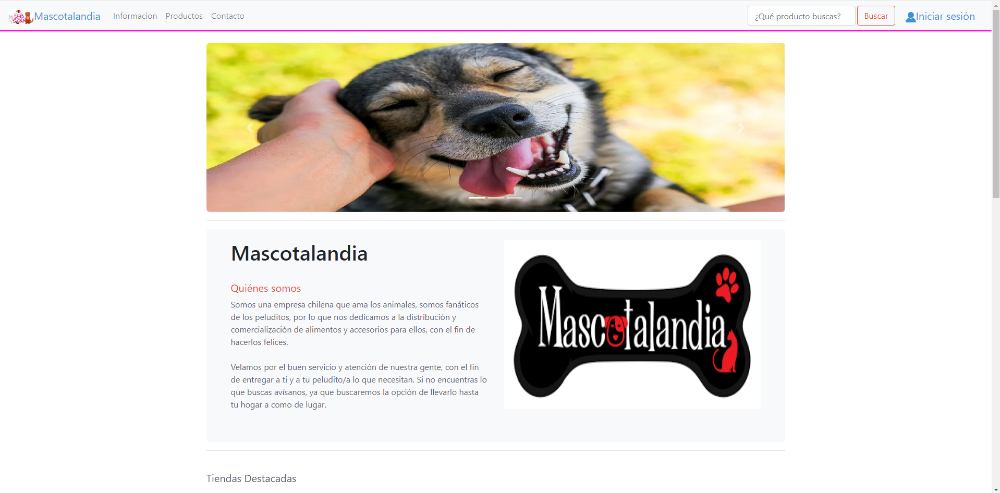 PET SHOP
Mascotalandia Informacion Productos Contacto ¿Qué producto buscas? Buscar Iniciar sesión
Mascotalandia
Quiénes somos
Somos una empresa chilena que ama los animales, somos fanáticos
de los peluditos, por lo que nos dedicamos a la distribución y
comercialización de alimentos y accesorios para ellos, con el fin de
hacerlos felices.
Velamos por el buen servicio y atención de nuestra gente, con el fin
de entregar a ti y a tu peludito/a lo que necesitan. Si no encuentras lo
que buscas avísanos, ya que buscaremos la opción de llevarlo hasta
tu hogar a como de lugar.
Mascotalandia
Tiendas Destacadas